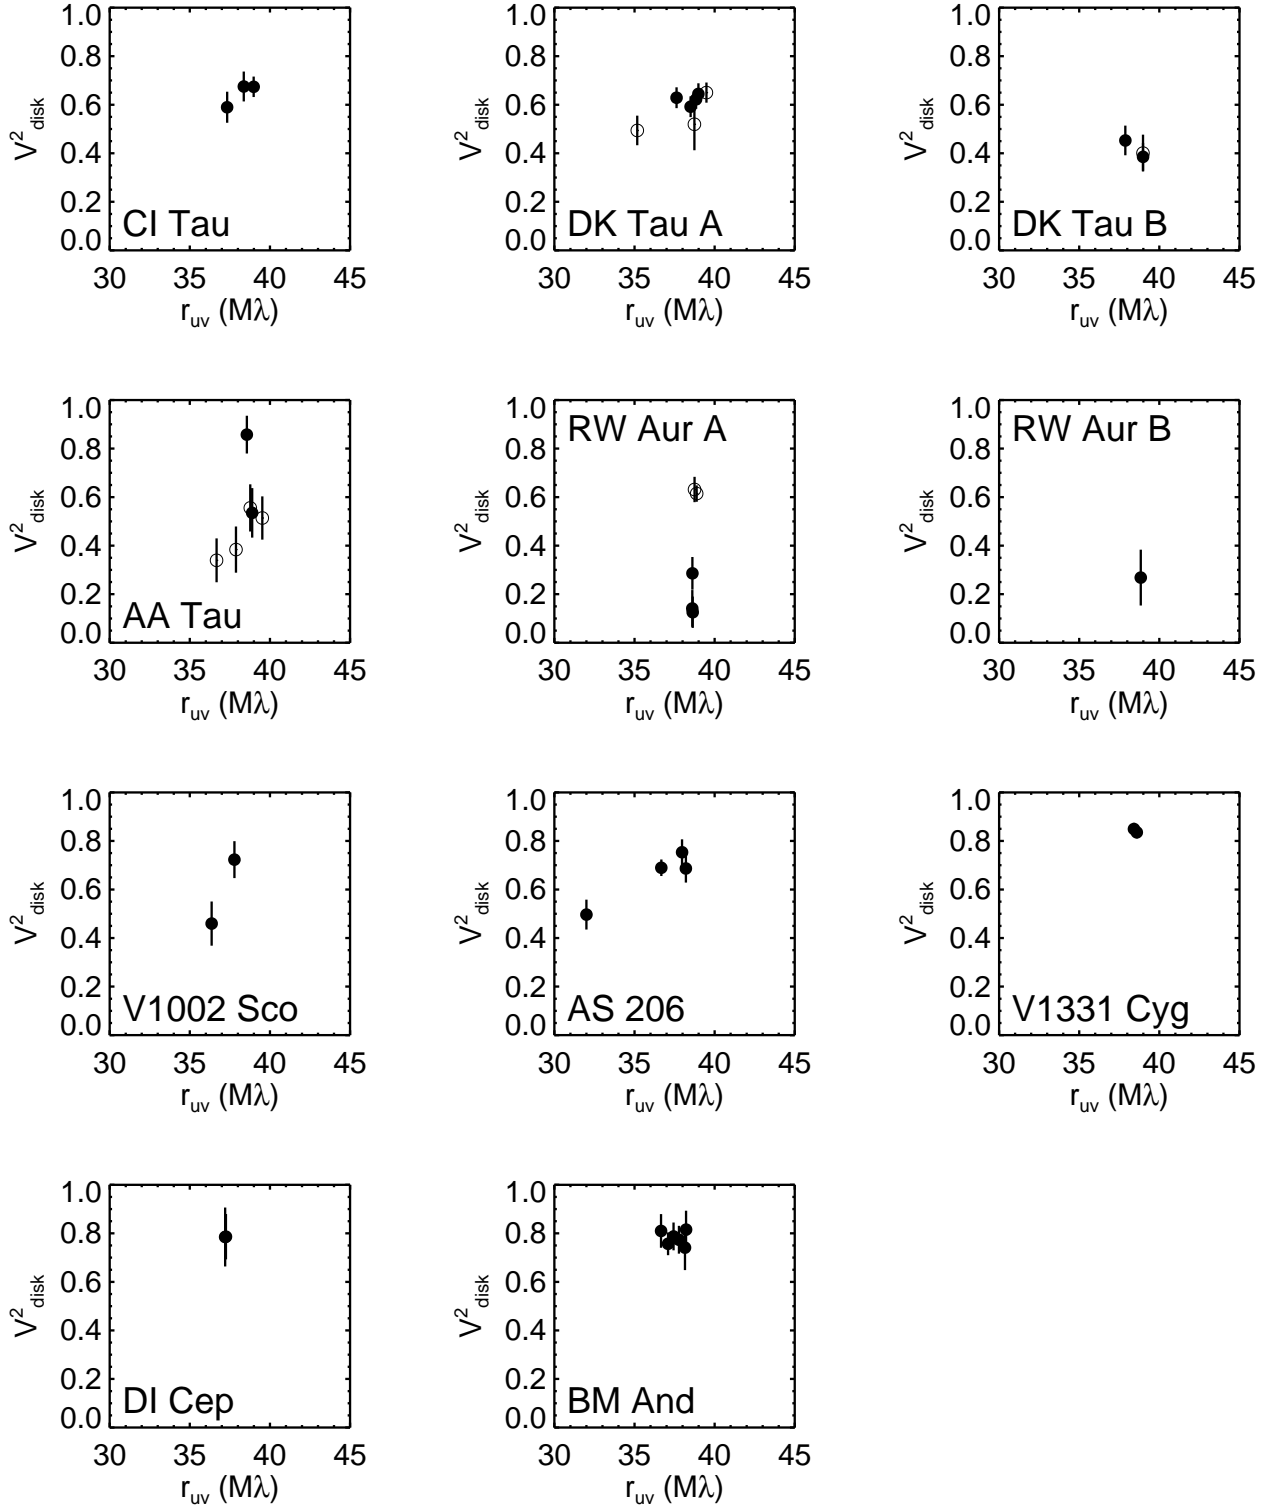 1.0 1.0 1.0
0.8 0.8 0.8
0.6 0.6 0.6
0.4 0.4 0.4
0.2 0.2 0.2
0.0 0.0 0.0
V²disk V²disk V²disk
CI Tau DK Tau A DK Tau B
30 35 40 45 30 35 40 45 30 35 40 45
r_uv (Mλ) r_uv (Mλ) r_uv (Mλ)
1.0 1.0 1.0
0.8 0.8 0.8
0.6 0.6 0.6
0.4 0.4 0.4
0.2 0.2 0.2
0.0 0.0 0.0
V²disk V²disk V²disk
AA Tau RW Aur A RW Aur B
30 35 40 45 30 35 40 45 30 35 40 45
r_uv (Mλ) r_uv (Mλ) r_uv (Mλ)
1.0 1.0 1.0
0.8 0.8 0.8
0.6 0.6 0.6
0.4 0.4 0.4
0.2 0.2 0.2
0.0 0.0 0.0
V²disk V²disk V²disk
V1002 Sco AS 206 V1331 Cyg
30 35 40 45 30 35 40 45 30 35 40 45
r_uv (Mλ) r_uv (Mλ) r_uv (Mλ)
1.0 1.0
0.8 0.8
0.6 0.6
0.4 0.4
0.2 0.2
0.0 0.0
V²disk V²disk
DI Cep BM And
30 35 40 45 30 35 40 45
r_uv (Mλ) r_uv (Mλ)